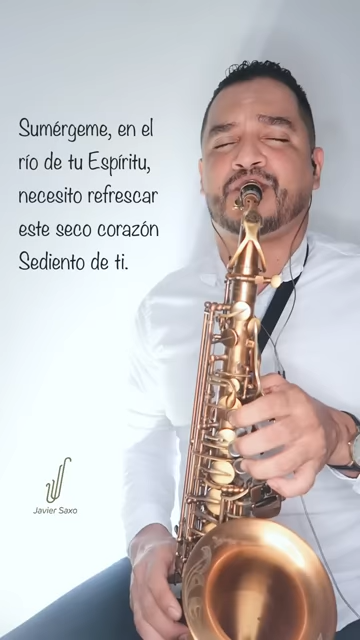 Sumérgeme, en el
río de tu Espíritu,
necesito refrescar
este seco corazón
Sediento de ti.
Javier Saxo